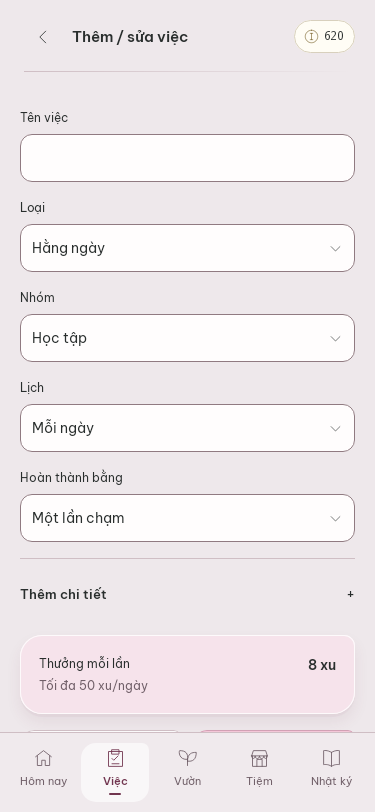 Thêm / sửa việc
620
Tên việc
Loại
Hằng ngày
Nhóm
Học tập
Lịch
Mỗi ngày
Hoàn thành bằng
Một lần chạm
Thêm chi tiết +
Thưởng mỗi lần 8 xu
Tối đa 50 xu/ngày
Hôm nay Việc Vườn Tiệm Nhật ký